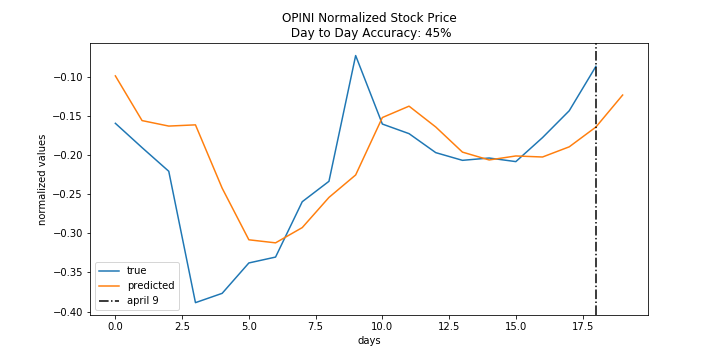 OPINI Normalized Stock Price
Day to Day Accuracy: 45%
normalized values
−0.10
−0.15
−0.20
−0.25
−0.30
−0.35
−0.40
true
predicted
april 9
0.0 2.5 5.0 7.5 10.0 12.5 15.0 17.5
days